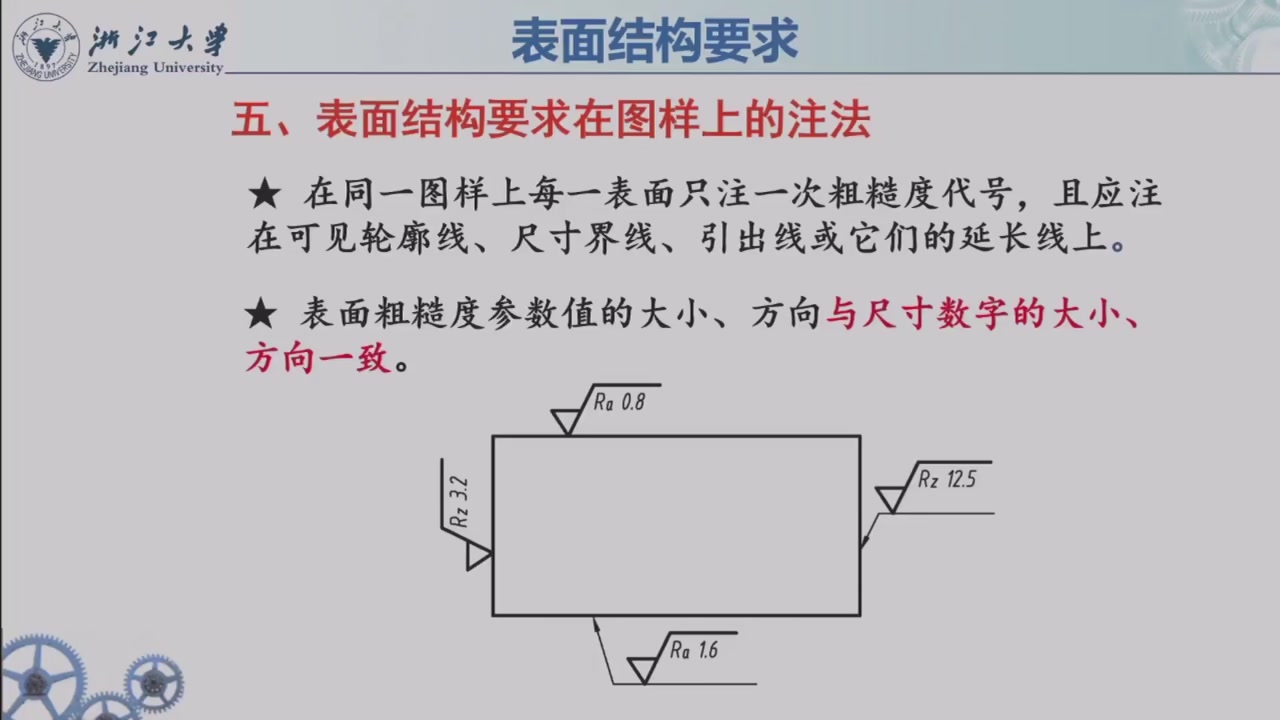 浙江大学
Zhejiang University
表面结构要求
五、表面结构要求在图样上的注法
★ 在同一图样上每一表面只注一次粗糙度代号，且应注
在可见轮廓线、尺寸界线、引出线或它们的延长线上。
★ 表面粗糙度参数值的大小、方向与尺寸数字的大小、
方向一致。
Ra 0.8
Rz 3.2
Rz 12.5
Ra 1.6